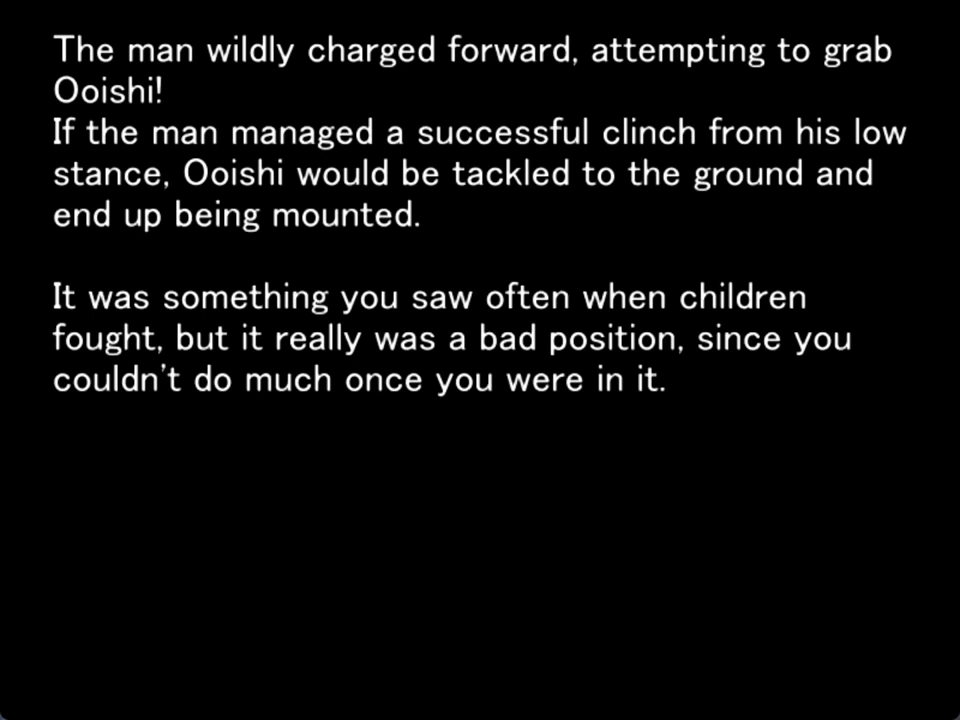 The man wildly charged forward, attempting to grab
Ooishi!
If the man managed a successful clinch from his low
stance, Ooishi would be tackled to the ground and
end up being mounted.
It was something you saw often when children
fought, but it really was a bad position, since you
couldn't do much once you were in it.